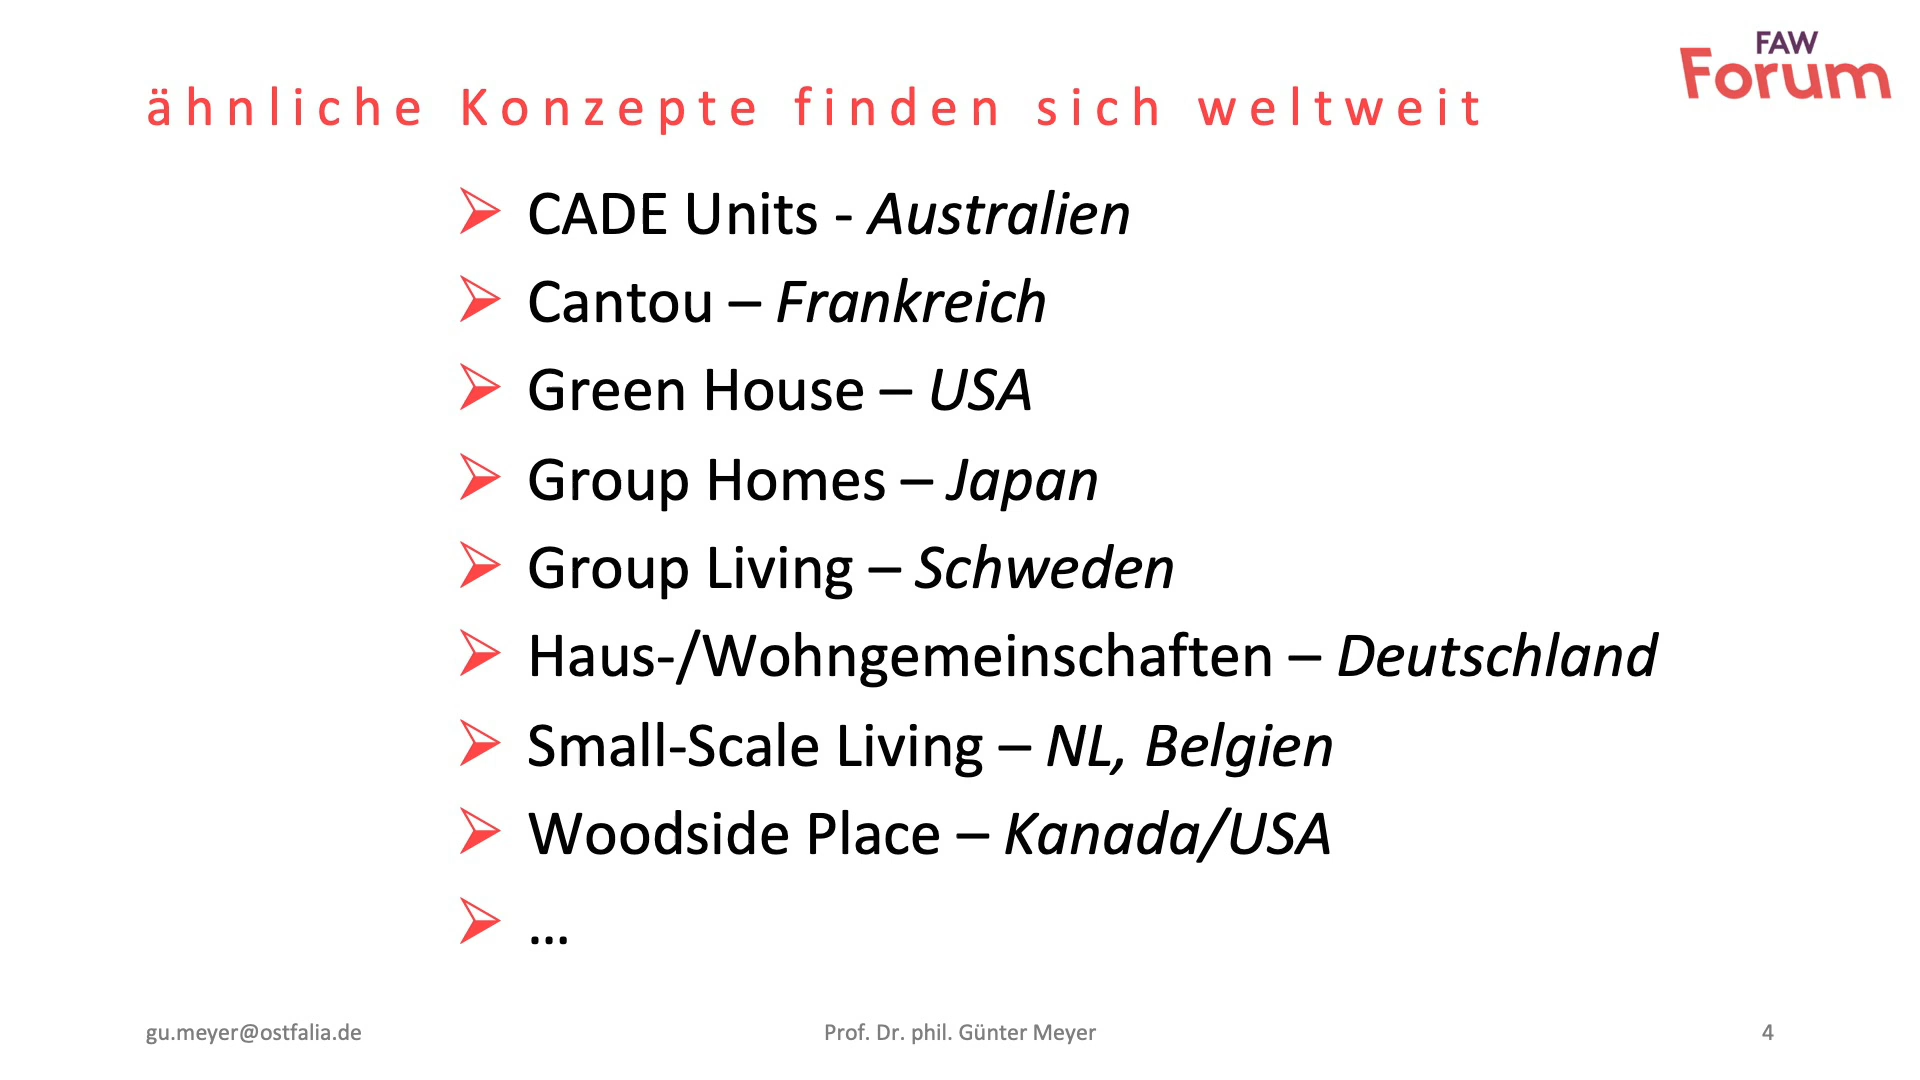 FAW
Forum
ähnliche Konzepte finden sich weltweit
CADE Units - Australien
Cantou – Frankreich
Green House – USA
Group Homes – Japan
Group Living – Schweden
Haus-/Wohngemeinschaften – Deutschland
Small-Scale Living – NL, Belgien
Woodside Place – Kanada/USA
...
gu.meyer@ostfalia.de
Prof. Dr. phil. Günter Meyer
4